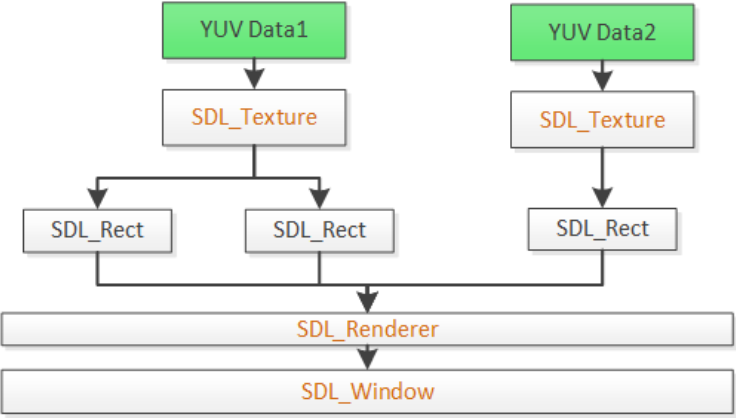 YUV Data1
YUV Data2
SDL_Texture
SDL_Texture
SDL_Rect
SDL_Rect
SDL_Rect
SDL_Renderer
SDL_Window